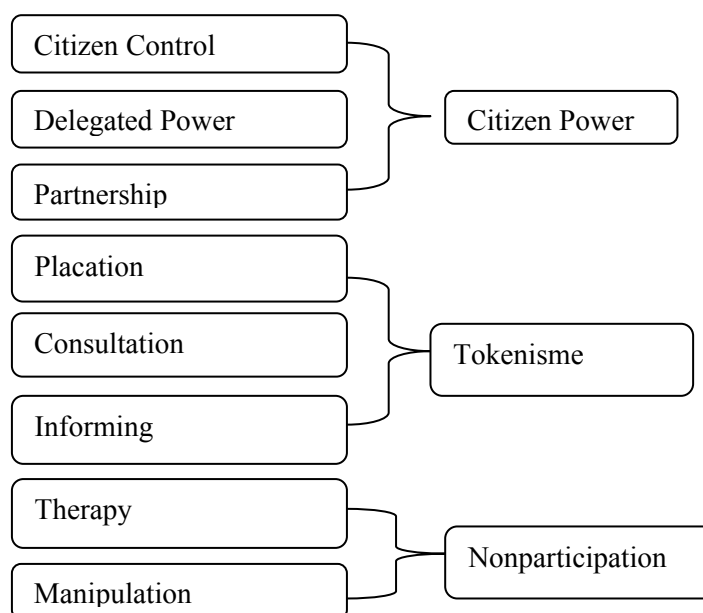 Citizen Control
Delegated Power
Citizen Power
Partnership
Placation
Consultation
Tokenisme
Informing
Therapy
Nonparticipation
Manipulation